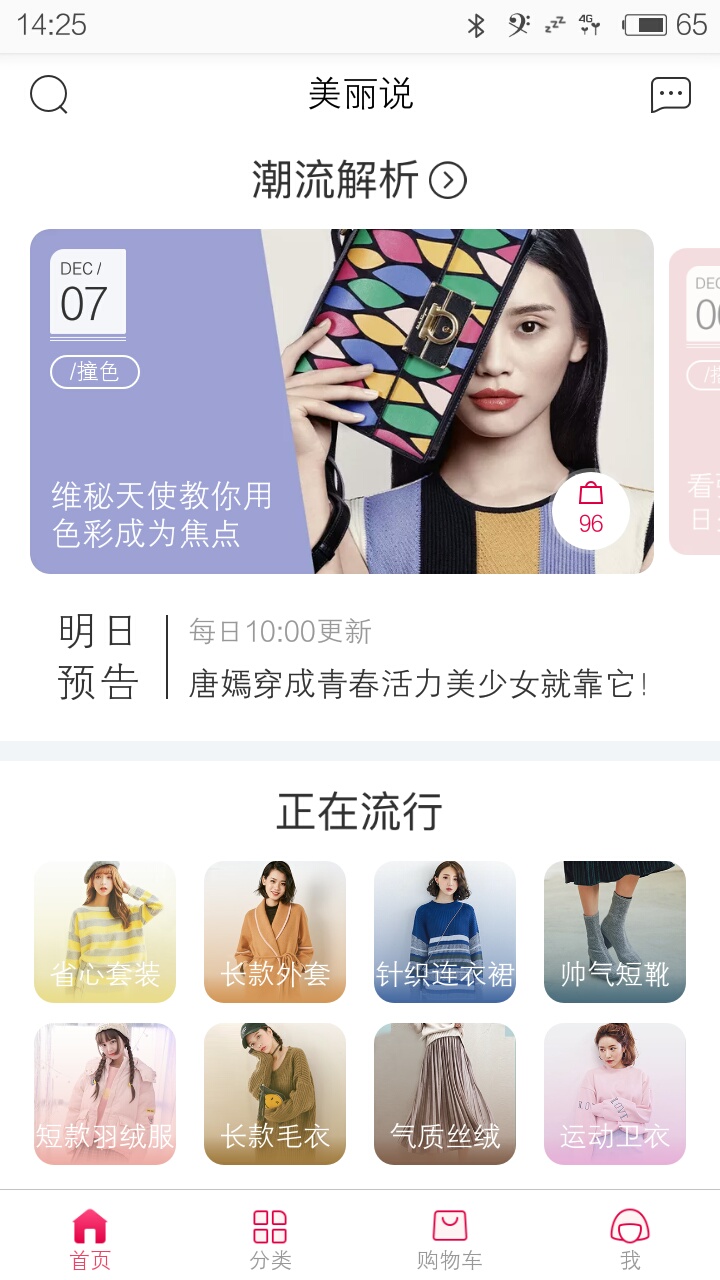 14:25
4G
65
美丽说
潮流解析
DEC /
07
/撞色
维秘天使教你用
色彩成为焦点
96
DEC
看
日
明日
预告
每日10:00更新
唐嫣穿成青春活力美少女就靠它!
正在流行
省心套装
长款外套
针织连衣裙
帅气短靴
短款羽绒服
长款毛衣
气质丝绒
运动卫衣
首页
分类
购物车
我